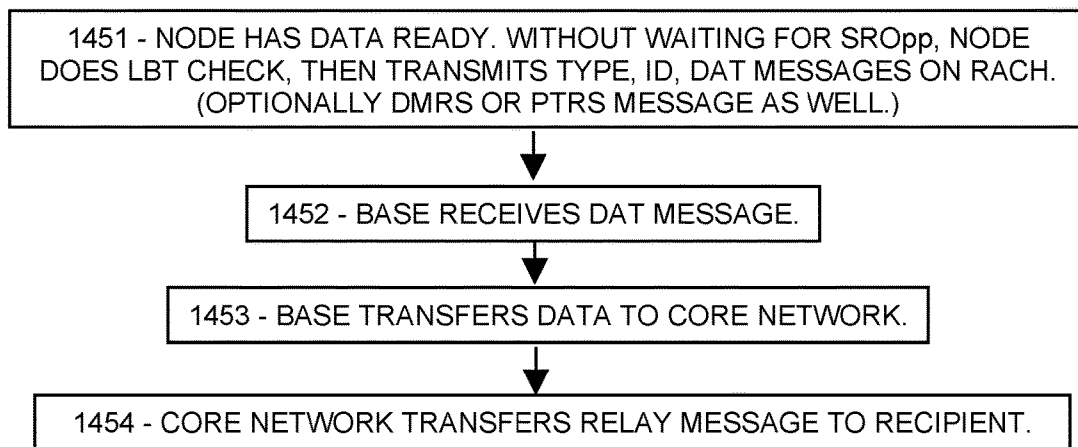 1451 - NODE HAS DATA READY. WITHOUT WAITING FOR SROpp, NODE
DOES LBT CHECK, THEN TRANSMITS TYPE, ID, DAT MESSAGES ON RACH.
(OPTIONALLY DMRS OR PTRS MESSAGE AS WELL.)
1452 - BASE RECEIVES DAT MESSAGE.
1453 - BASE TRANSFERS DATA TO CORE NETWORK.
1454 - CORE NETWORK TRANSFERS RELAY MESSAGE TO RECIPIENT.